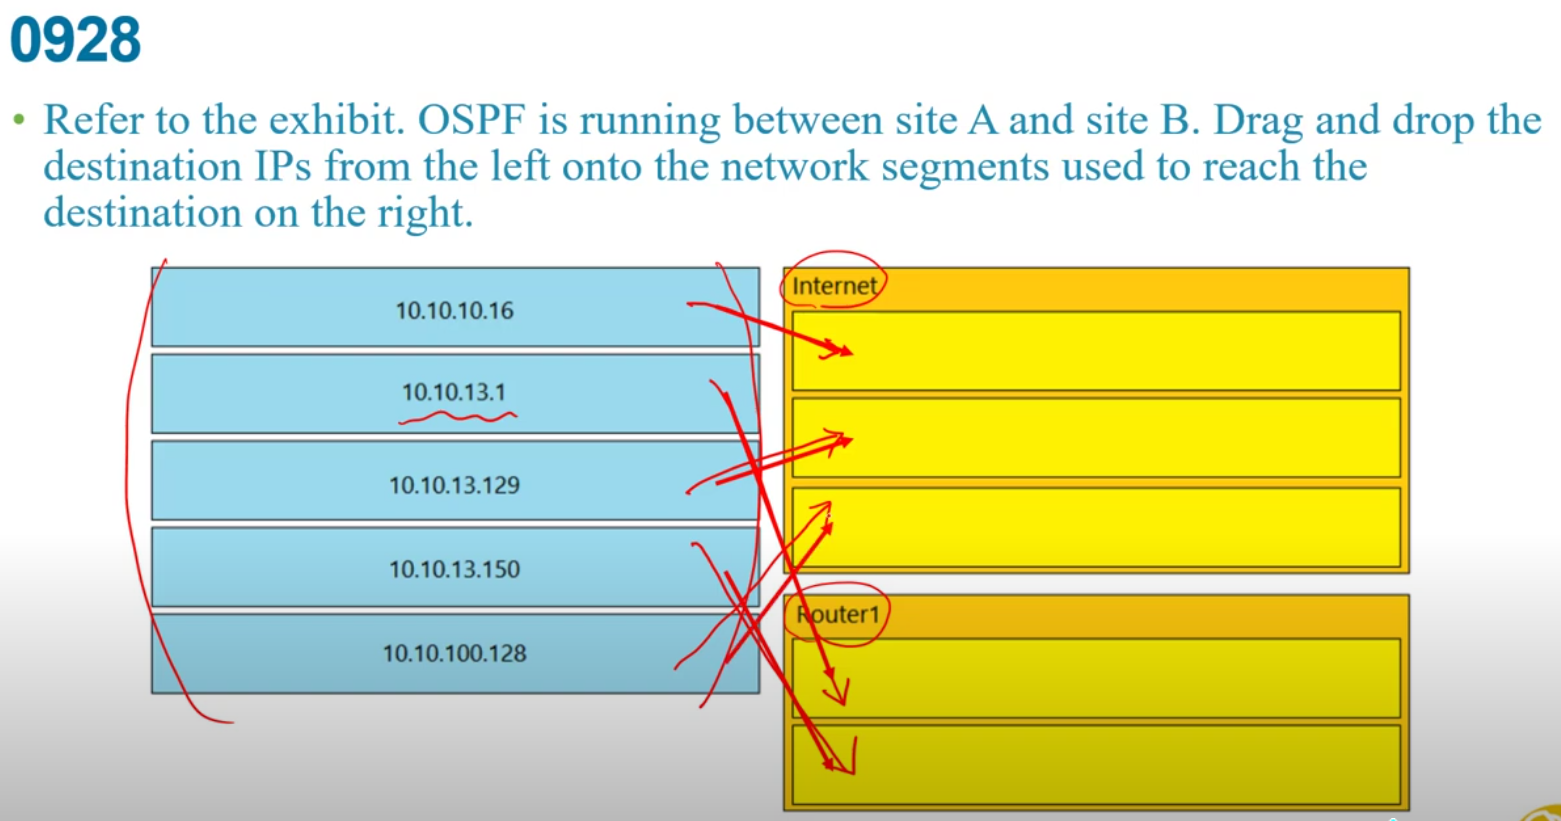 0928
• Refer to the exhibit. OSPF is running between site A and site B. Drag and drop the
destination IPs from the left onto the network segments used to reach the
destination on the right.
10.10.10.16
10.10.13.1
10.10.13.129
10.10.13.150
10.10.100.128
Internet
Router1